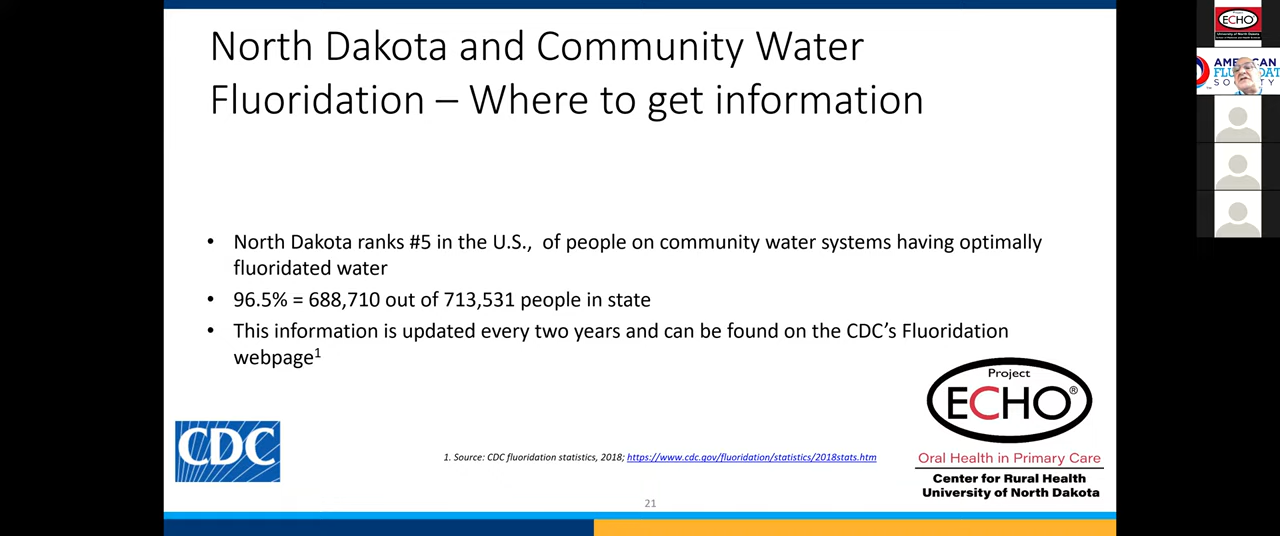 North Dakota and Community Water
Fluoridation – Where to get information
• North Dakota ranks #5 in the U.S., of people on community water systems having optimally
fluoridated water
• 96.5% = 688,710 out of 713,531 people in state
• This information is updated every two years and can be found on the CDC's Fluoridation
webpage1
CDC
1. Source: CDC fluoridation statistics, 2018; https://www.cdc.gov/fluoridation/statistics/2018stats.htm
Project
ECHO®
Oral Health in Primary Care
Center for Rural Health
University of North Dakota
21
Project
ECHO
University of North Dakota
SOCIETY